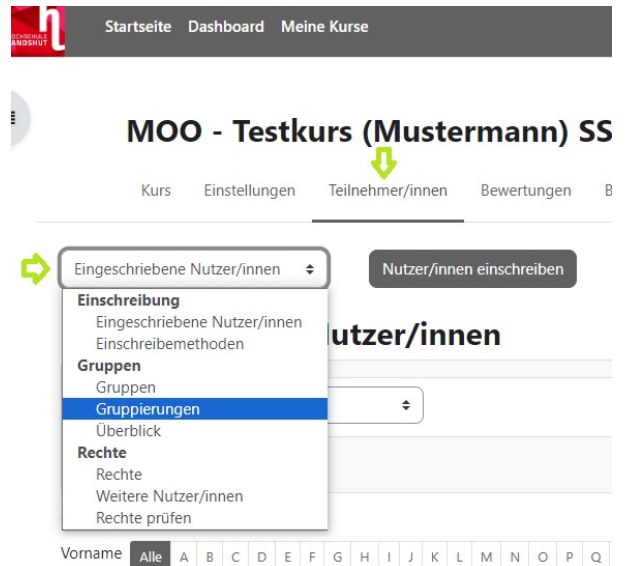 OCHSCHULE
ANDSHUT
Startseite Dashboard Meine Kurse
MOO - Testkurs (Mustermann) SS
Kurs Einstellungen Teilnehmer/innen Bewertungen B
Eingeschriebene Nutzer/innen Nutzer/innen einschreiben
Einschreibung
Eingeschriebene Nutzer/innen
Einschreibemethoden
utzer/innen
Gruppen
Gruppen
Gruppierungen
Überblick
Rechte
Rechte
Weitere Nutzer/innen
Rechte prüfen
Vorname Alle A B C D E F G H I J K L M N O P Q